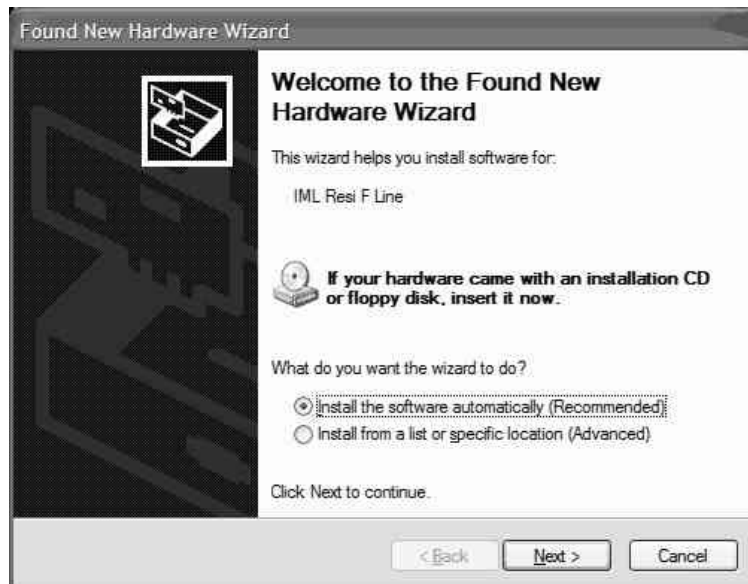 Found New Hardware Wizard
Welcome to the Found New
Hardware Wizard
This wizard helps you install software for:
IML Resi F Line
If your hardware came with an installation CD
or floppy disk, insert it now.
What do you want the wizard to do?
Install the software automatically (Recommended)
Install from a list or specific location (Advanced)
Click Next to continue.
< Back
Next >
Cancel